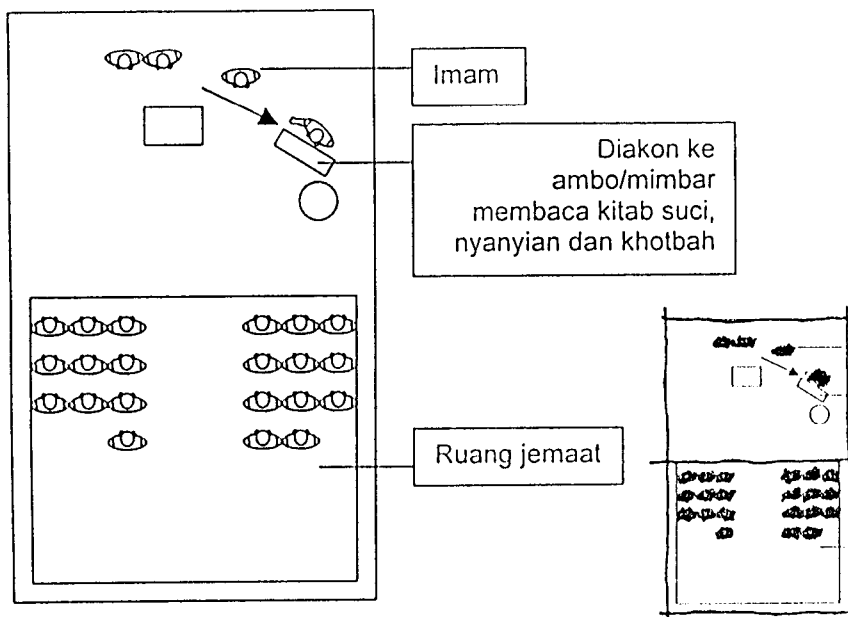 Imam
Diakon ke
ambo/mimbar
membaca kitab suci,
nyanyian dan khotbah
Ruang jemaat